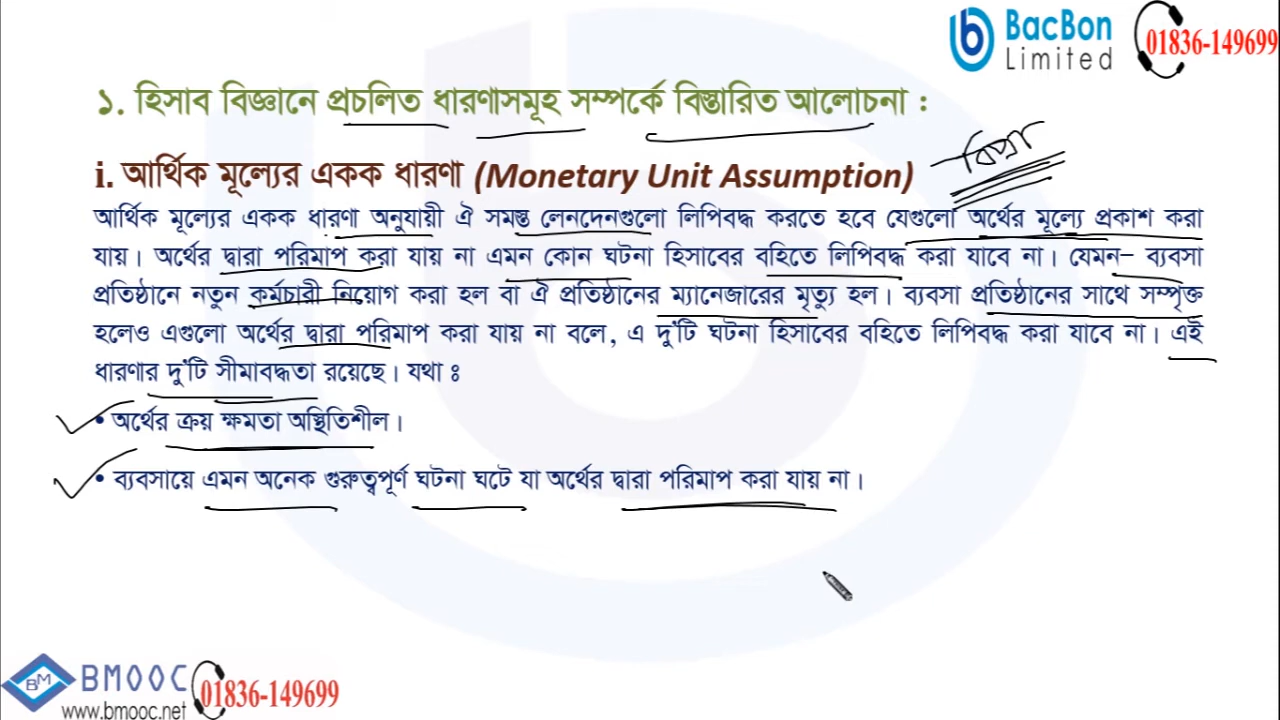 BacBon
Limited
01836-149699
১. হিসাব বিজ্ঞানে প্রচলিত ধারণাসমূহ সম্পর্কে বিস্তারিত আলোচনা :
i. আর্থিক মূল্যের একক ধারণা (Monetary Unit Assumption)
আর্থিক মূল্যের একক ধারণা অনুযায়ী ঐ সমস্ত লেনদেনগুলো লিপিবদ্ধ করতে হবে যেগুলো অর্থের মূল্যে প্রকাশ করা
যায়। অর্থের দ্বারা পরিমাপ করা যায় না এমন কোন ঘটনা হিসাবের বহিতে লিপিবদ্ধ করা যাবে না। যেমন– ব্যবসা
প্রতিষ্ঠানে নতুন কর্মচারী নিয়োগ করা হল বা ঐ প্রতিষ্ঠানের ম্যানেজারের মৃত্যু হল। ব্যবসা প্রতিষ্ঠানের সাথে সম্পৃক্ত
হলেও এগুলো অর্থের দ্বারা পরিমাপ করা যায় না বলে, এ দু'টি ঘটনা হিসাবের বহিতে লিপিবদ্ধ করা যাবে না। এই
ধারণার দু'টি সীমাবদ্ধতা রয়েছে। যথা ঃ
• অর্থের ক্রয় ক্ষমতা অস্থিতিশীল।
• ব্যবসায়ে এমন অনেক গুরুত্বপূর্ণ ঘটনা ঘটে যা অর্থের দ্বারা পরিমাপ করা যায় না।
BM
BMOOC
www.bmooc.net
01836-149699